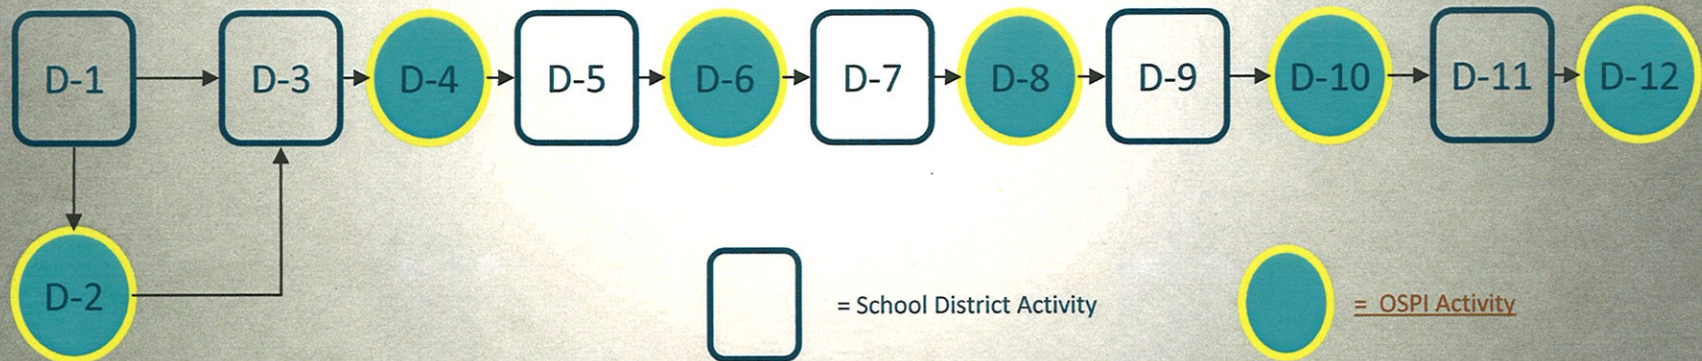 D-1 D-3 D-4 D-5 D-6 D-7 D-8 D-9 D-10 D-11 D-12
D-2
= School District Activity
= OSPI Activity